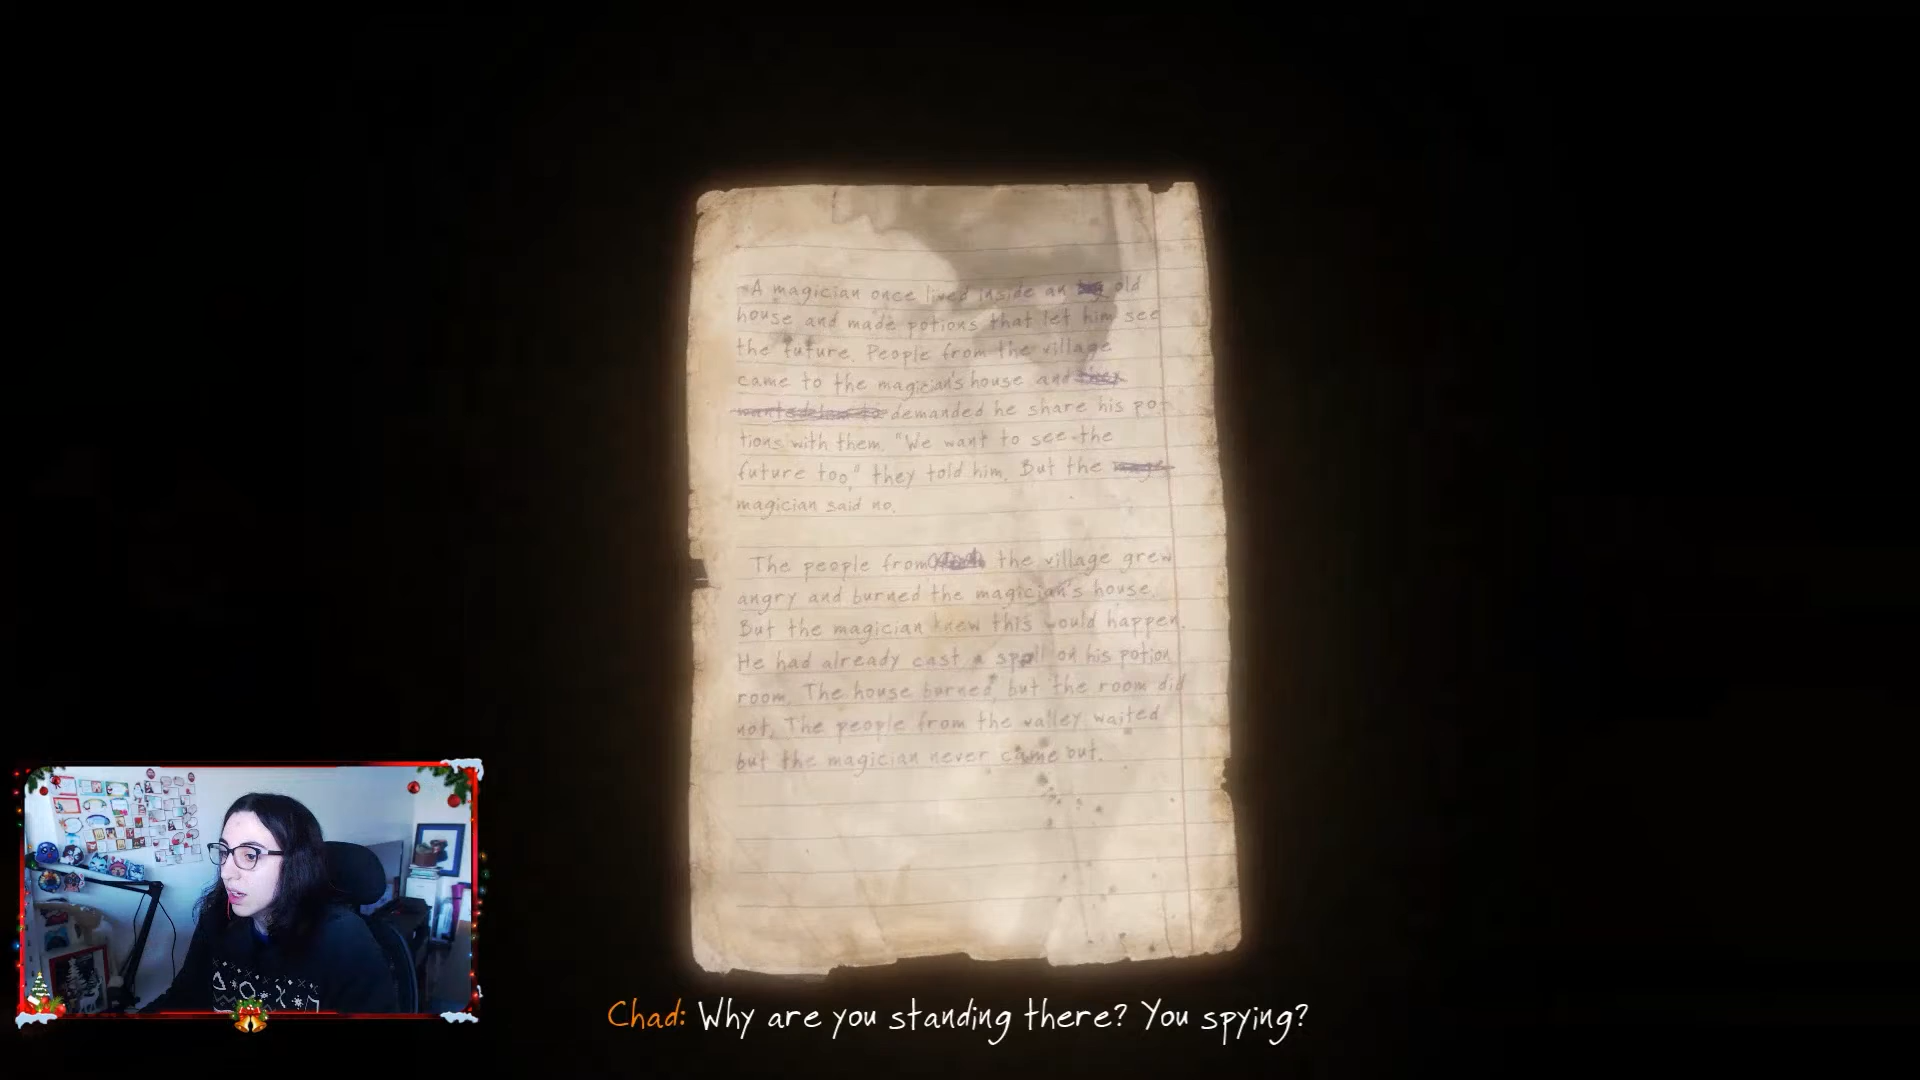 A magician once lived inside an old
house and made potions that let him see
the future. People from the village
came to the magician's house and
demanded he share his po-
tions with them. "We want to see the
future too," they told him. But the
magician said no.
The people from the village grew
angry and burned the magician's house.
But the magician knew this would happen.
He had already cast a spell on his potion
room. The house burned, but the room did
not. The people from the valley waited
but the magician never came out.
Chad: Why are you standing there? You spying?